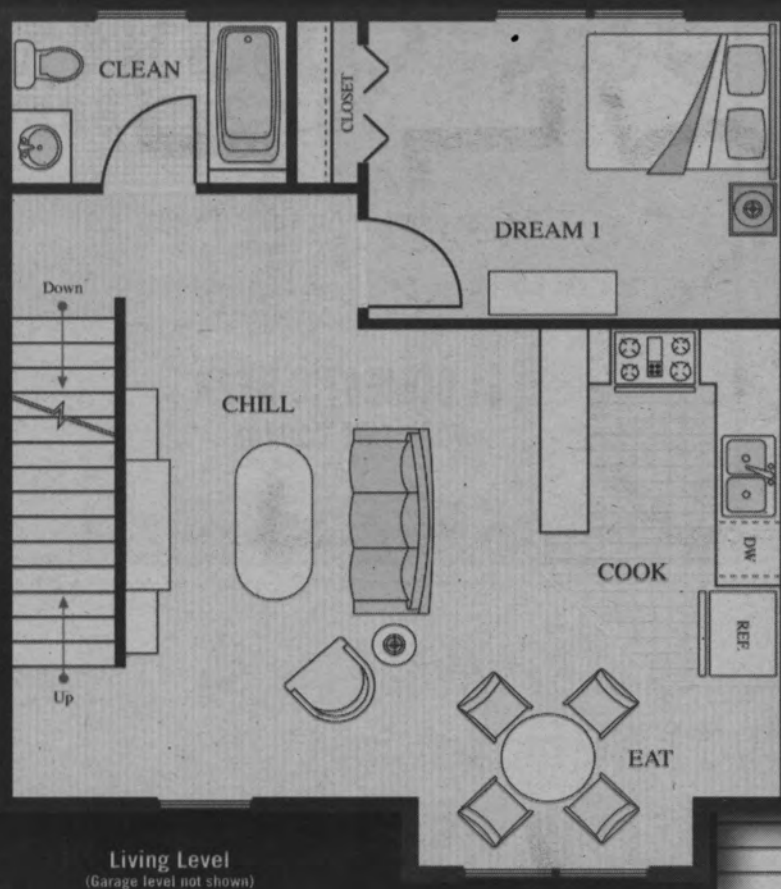 CLEAN
CLOSET
DREAM 1
Down
CHILL
COOK
DW
REF.
Up
EAT
Living Level
(Garage level not shown)